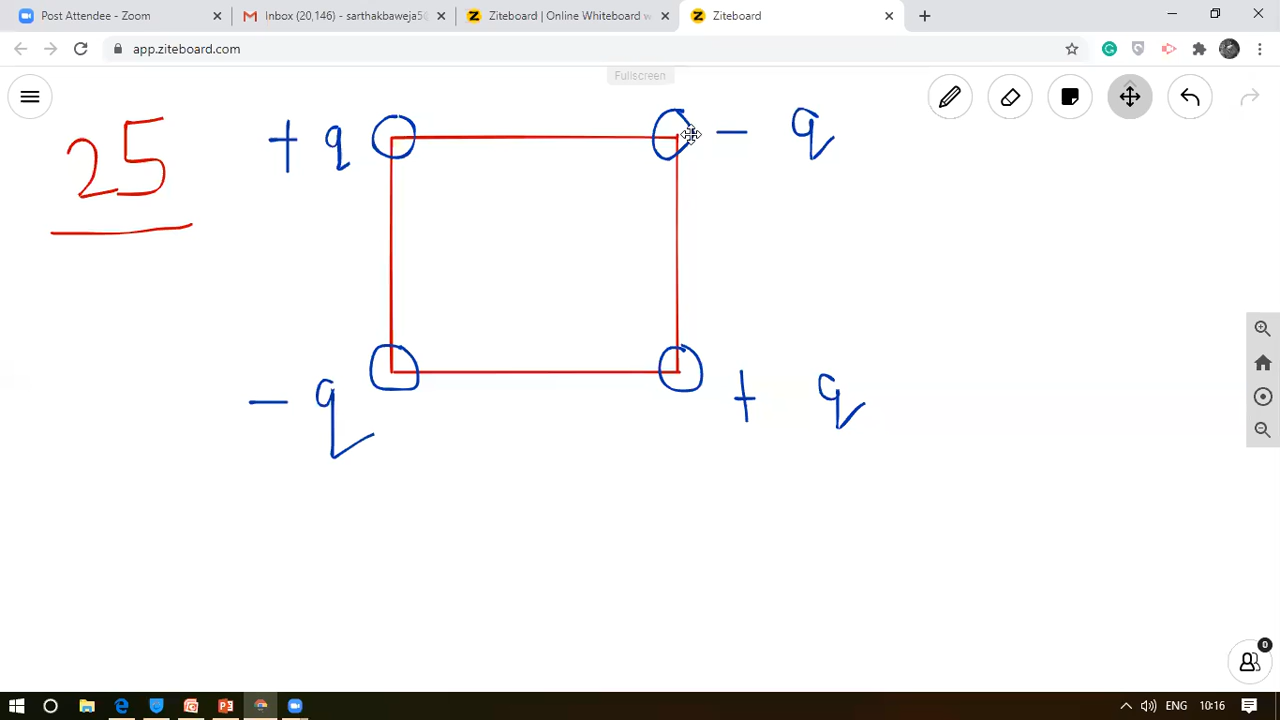 Post Attendee - Zoom
Inbox (20,146) - sarthakbaweja5
Ziteboard | Online Whiteboard w
Ziteboard
app.ziteboard.com
Fullscreen
25
+ q
- q
- q
+ q
0
ENG
10:16